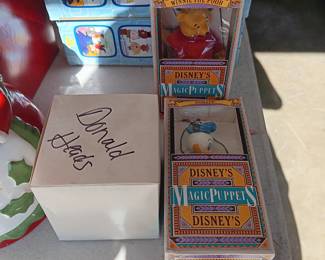 WINNIE THE POOH
DISNEY'S
MAGIC PUPPETS
Donald
Heads
DISNEY'S
MAGIC PUPPETS
DISNEY'S